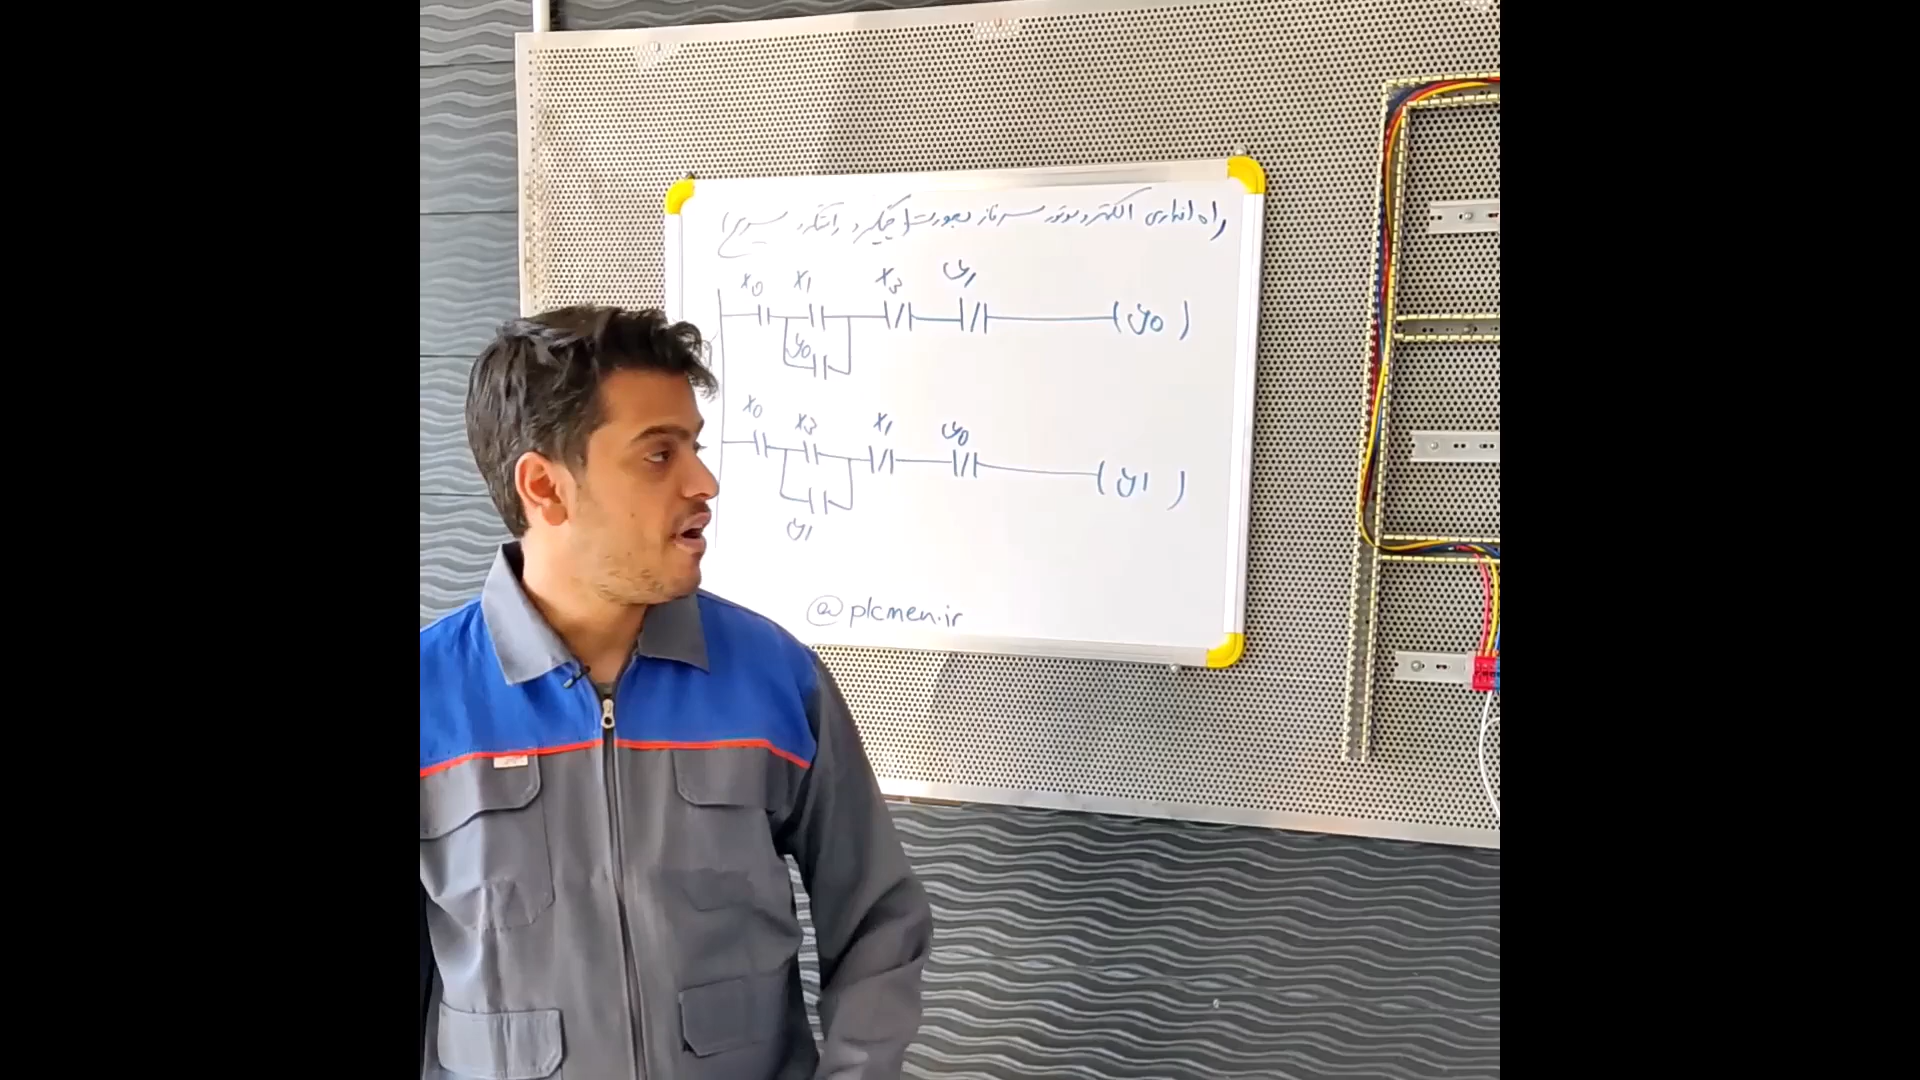 راه اندازی الکتروموتور سه فاز بصورت (چپگرد راستگرد سریع)
X0 X1 X3 y1
(y0)
y0
X0 X3 X1 y0
(y1)
y1
@plcmen.ir